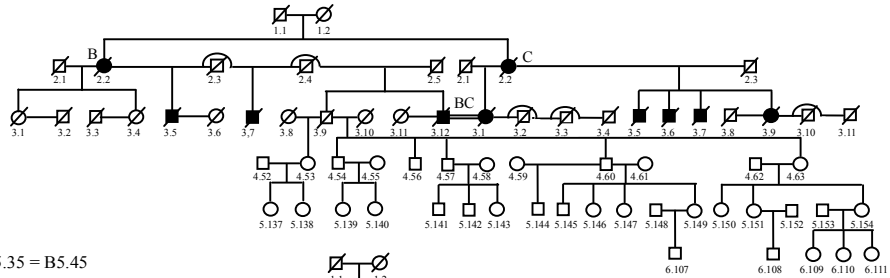 1.1 1.2
B C
2.1 2.2 2.3 2.4 2.5 2.1 2.2 2.3
BC
3.1 3.2 3.3 3.4 3.5 3.6 3,7 3.8 3.9 3.10 3.11 3.12 3.1 3.2 3.3 3.4 3.5 3.6 3.7 3.8 3.9 3.10 3.11
4.52 4.53 4.54 4.55 4.56 4.57 4.58 4.59 4.60 4.61 4.62 4.63
5.137 5.138 5.139 5.140 5.141 5.142 5.143 5.144 5.145 5.146 5.147 5.148 5.149 5.150 5.151 5.152 5.153 5.154
6.107 6.108 6.109 6.110 6.111
5.35 = B5.45